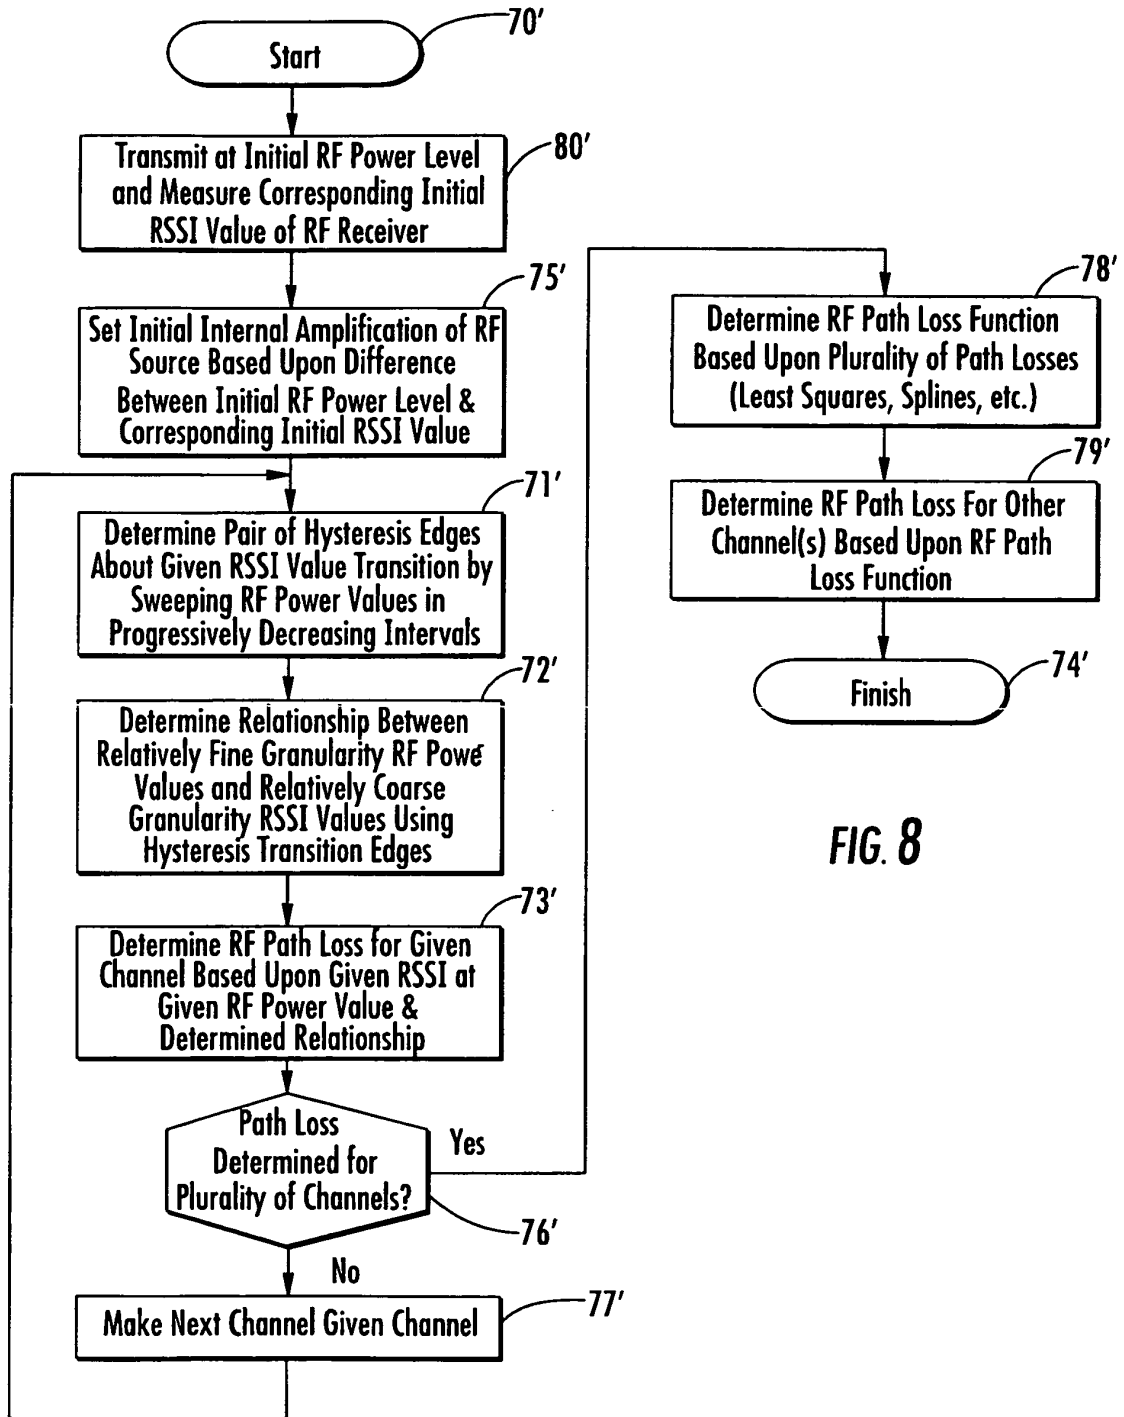 70'
Start
80'
Transmit at Initial RF Power Level
and Measure Corresponding Initial
RSSI Value of RF Receiver
75'
Set Initial Internal Amplification of RF
Source Based Upon Difference
Between Initial RF Power Level &
Corresponding Initial RSSI Value
71'
Determine Pair of Hysteresis Edges
About Given RSSI Value Transition by
Sweeping RF Power Values in
Progressively Decreasing Intervals
72'
Determine Relationship Between
Relatively Fine Granularity RF Power
Values and Relatively Coarse
Granularity RSSI Values Using
Hysteresis Transition Edges
73'
Determine RF Path Loss for Given
Channel Based Upon Given RSSI at
Given RF Power Value &
Determined Relationship
Path Loss
Determined for
Plurality of Channels?
Yes
76'
No
77'
Make Next Channel Given Channel
78'
Determine RF Path Loss Function
Based Upon Plurality of Path Losses
(Least Squares, Splines, etc.)
79'
Determine RF Path Loss For Other
Channel(s) Based Upon RF Path
Loss Function
74'
Finish
FIG. 8